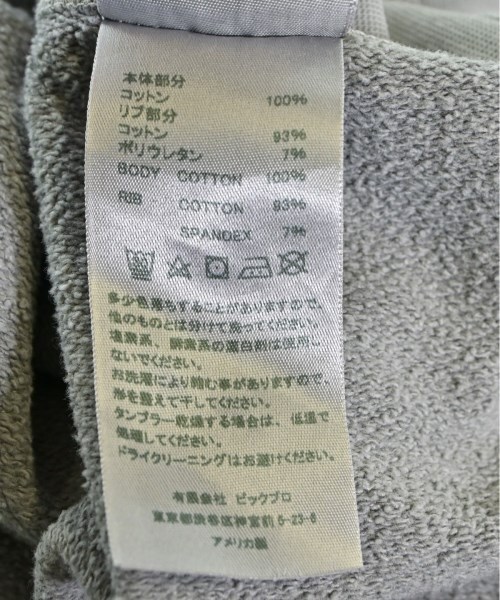 本体部分
コットン 100%
リブ部分
コットン 93%
ポリウレタン 7%
BODY COTTON 100%
RIB COTTON 93%
SPANDEX 7%
多少色落ちすることがありますので、
他のものとは分けて洗ってください。
塩素系、酵素系の漂白剤は使用し
ないでください。
お洗濯により縮む事がありますので、
形を整えて干してください。
タンブラー乾燥する場合は、低温で
処理してください。
ドライクリーニングはお避けください。
有限会社 ビックプロ
東京都渋谷区神宮前 6-23-6
アメリカ製